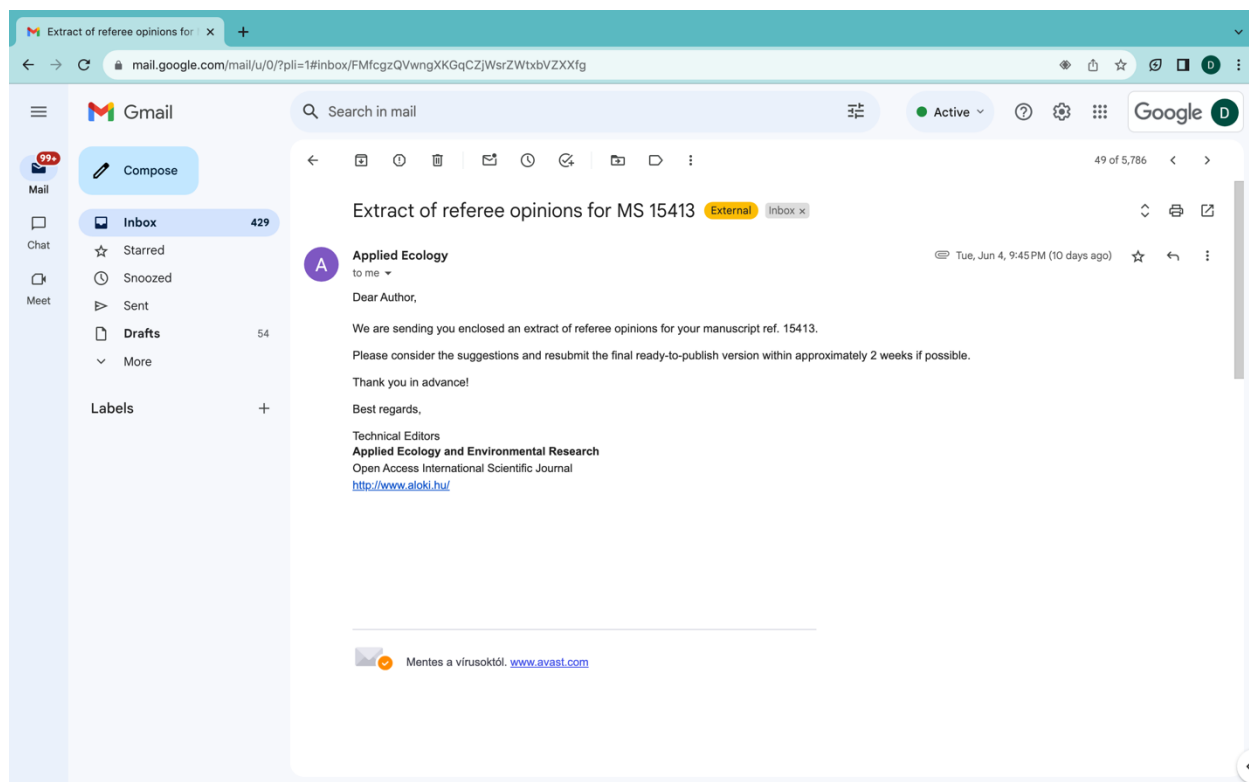 Extract of referee opinions for
mail.google.com/mail/u/0/?pli=1#inbox/FMfcgzQVwngXKGqCZjWsrZWtxbVZXXfg
D
Gmail
Search in mail
Active
Google
D
99+
Mail
Chat
Meet
Compose
Inbox 429
Starred
Snoozed
Sent
Drafts 54
More
Labels
49 of 5,786
Extract of referee opinions for MS 15413 External Inbox x
A
Applied Ecology Tue, Jun 4, 9:45 PM (10 days ago)
to me
Dear Author,
We are sending you enclosed an extract of referee opinions for your manuscript ref. 15413.
Please consider the suggestions and resubmit the final ready-to-publish version within approximately 2 weeks if possible.
Thank you in advance!
Best regards,
Technical Editors
Applied Ecology and Environmental Research
Open Access International Scientific Journal
http://www.aloki.hu/
Mentes a vírusoktól. www.avast.com